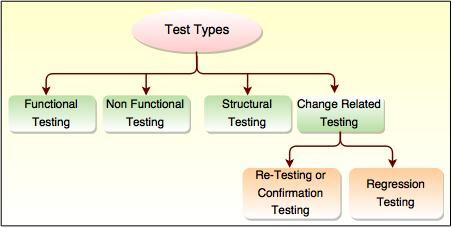 Test Types
Functional
Testing
Non Functional
Testing
Structural
Testing
Change Related
Testing
Re-Testing or
Confirmation
Testing
Regression
Testing